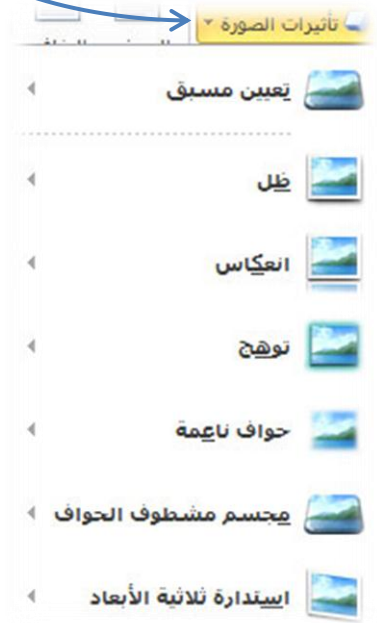 تأثيرات الصورة
تعيين مسبق
ظل
انعكاس
توهج
حواف ناعمة
مجسم مشطوف الحواف
استدارة ثلاثية الأبعاد